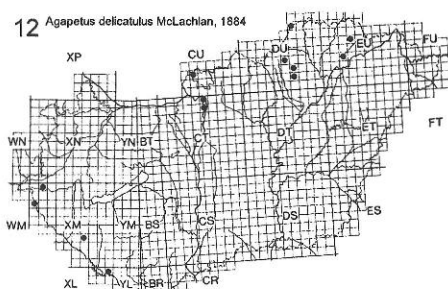 12 Agapetus delicatulus McLachlan, 1884
XP
CU
DU
EU
FU
FT
WN
XN
YN
BT
CT
DT
ET
WM
XM
YM
BS
CS
DS
ES
XL
YL
BR
CR